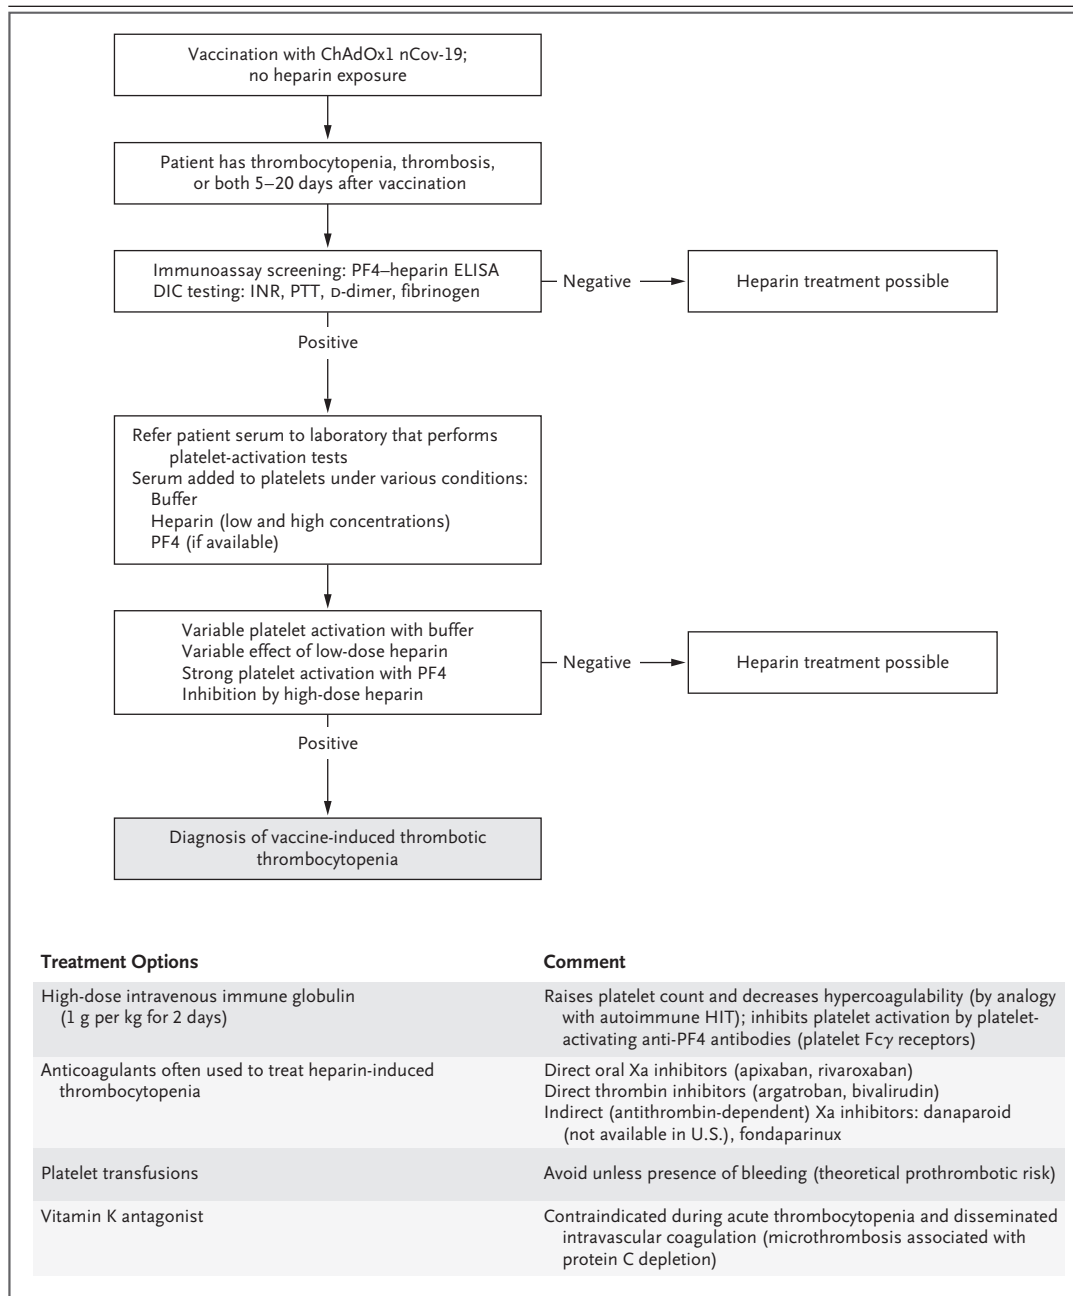 Vaccination with ChAdOx1 nCov-19;
no heparin exposure
Patient has thrombocytopenia, thrombosis,
or both 5–20 days after vaccination
Immunoassay screening: PF4–heparin ELISA
DIC testing: INR, PTT, D-dimer, fibrinogen
Negative
Heparin treatment possible
Positive
Refer patient serum to laboratory that performs
platelet-activation tests
Serum added to platelets under various conditions:
Buffer
Heparin (low and high concentrations)
PF4 (if available)
Variable platelet activation with buffer
Variable effect of low-dose heparin
Strong platelet activation with PF4
Inhibition by high-dose heparin
Negative
Heparin treatment possible
Positive
Diagnosis of vaccine-induced thrombotic
thrombocytopenia
Treatment Options
Comment
High-dose intravenous immune globulin
(1 g per kg for 2 days)
Raises platelet count and decreases hypercoagulability (by analogy
with autoimmune HIT); inhibits platelet activation by platelet-
activating anti-PF4 antibodies (platelet Fcγ receptors)
Anticoagulants often used to treat heparin-induced
thrombocytopenia
Direct oral Xa inhibitors (apixaban, rivaroxaban)
Direct thrombin inhibitors (argatroban, bivalirudin)
Indirect (antithrombin-dependent) Xa inhibitors: danaparoid
(not available in U.S.), fondaparinux
Platelet transfusions
Avoid unless presence of bleeding (theoretical prothrombotic risk)
Vitamin K antagonist
Contraindicated during acute thrombocytopenia and disseminated
intravascular coagulation (microthrombosis associated with
protein C depletion)